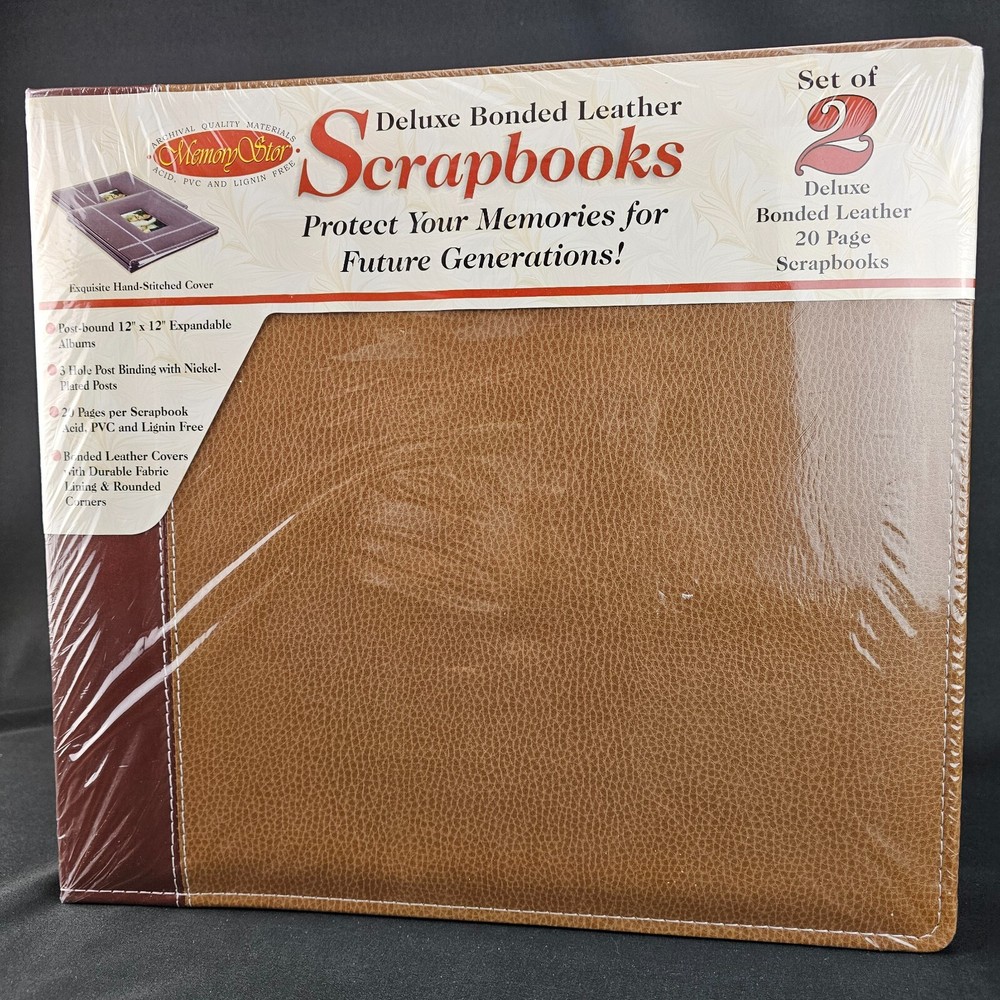 ARCHIVAL QUALITY MATERIALS
MemoryStor
ACID, PVC AND LIGNIN FREE
Exquisite Hand-Stitched Cover
Deluxe Bonded Leather
Scrapbooks
Protect Your Memories for
Future Generations!
Set of
2
Deluxe
Bonded Leather
20 Page
Scrapbooks
Post-bound 12" x 12" Expandable
Albums
3 Hole Post Binding with Nickel-
Plated Posts
20 Pages per Scrapbook
Acid, PVC and Lignin Free
Bonded Leather Covers
with Durable Fabric
Lining & Rounded
Corners